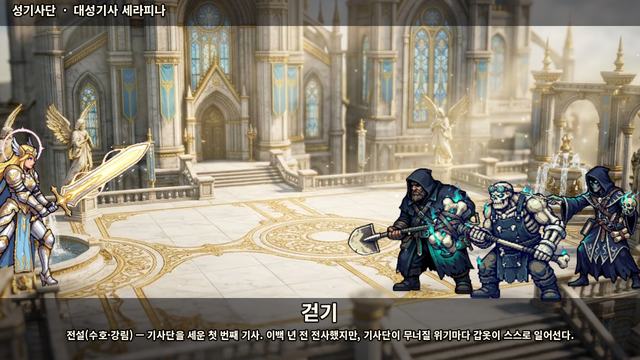 성기사단 · 대성기사 세라피나
걷기
전설(수호·강림) — 기사단을 세운 첫 번째 기사. 이백 년 전 전사했지만, 기사단이 무너질 위기마다 갑옷이 스스로 일어선다.